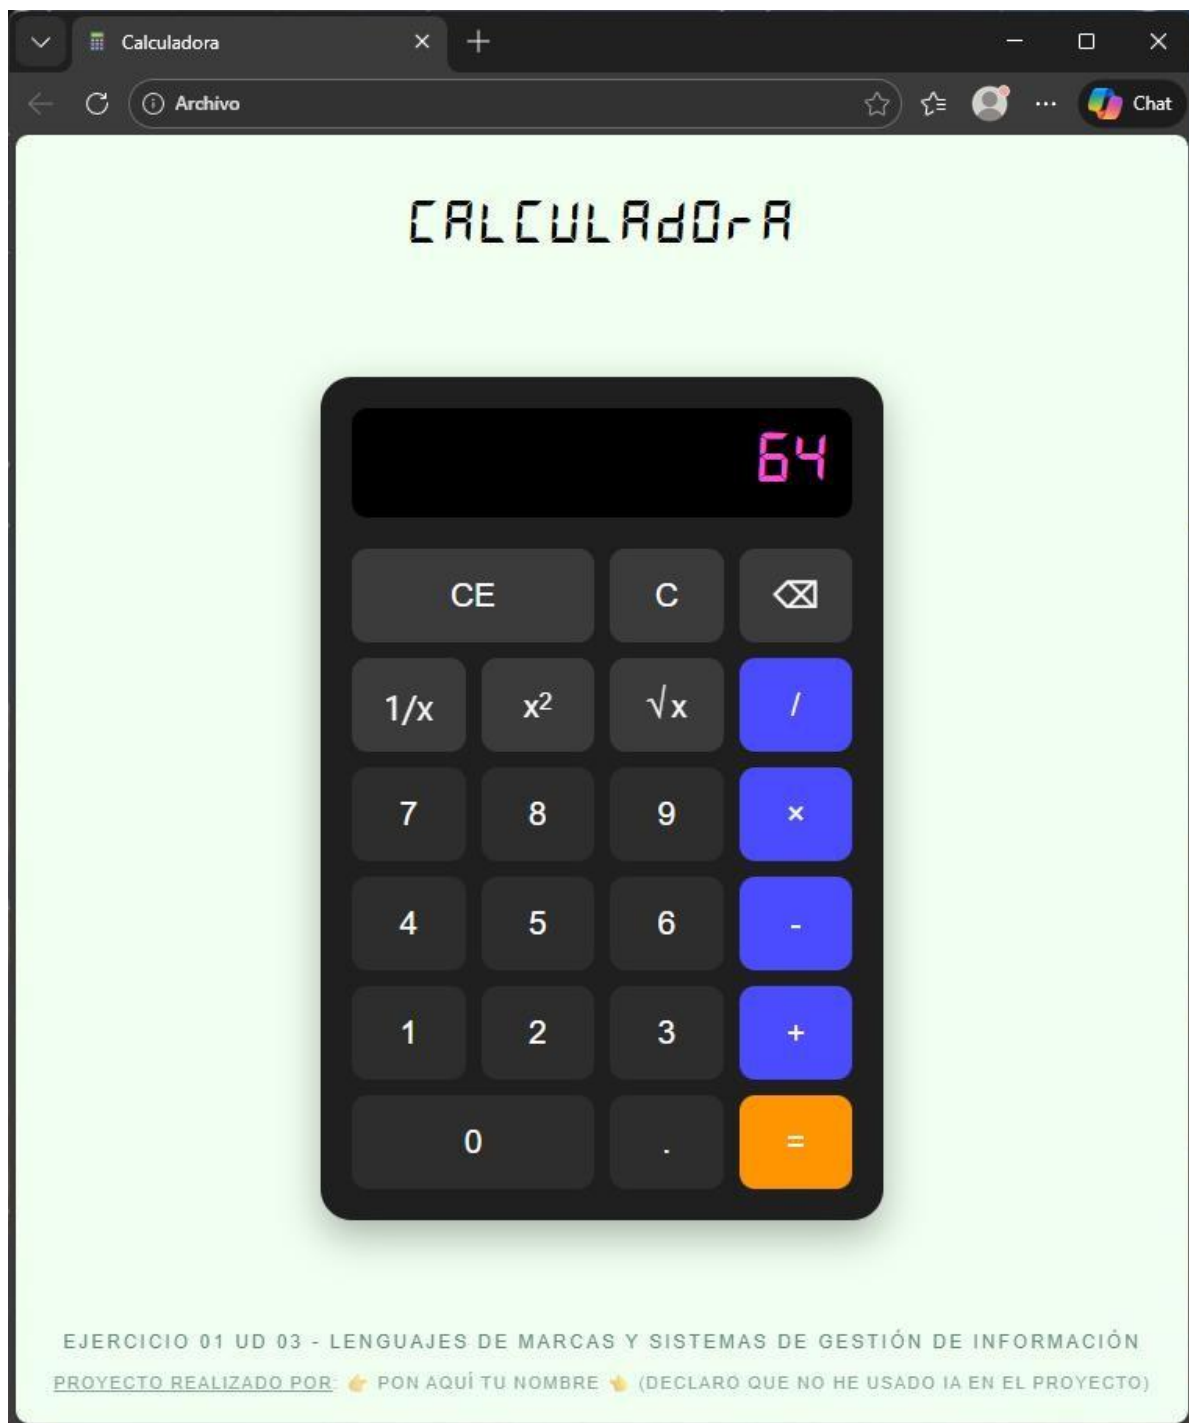 Calculadora
Archivo
Chat
CALCULAdOrA
64
CE C ⌫
1/x x² √x /
7 8 9 ×
4 5 6 -
1 2 3 +
0 . =
EJERCICIO 01 UD 03 - LENGUAJES DE MARCAS Y SISTEMAS DE GESTIÓN DE INFORMACIÓN
PROYECTO REALIZADO POR: 👉 PON AQUÍ TU NOMBRE 👈 (DECLARO QUE NO HE USADO IA EN EL PROYECTO)